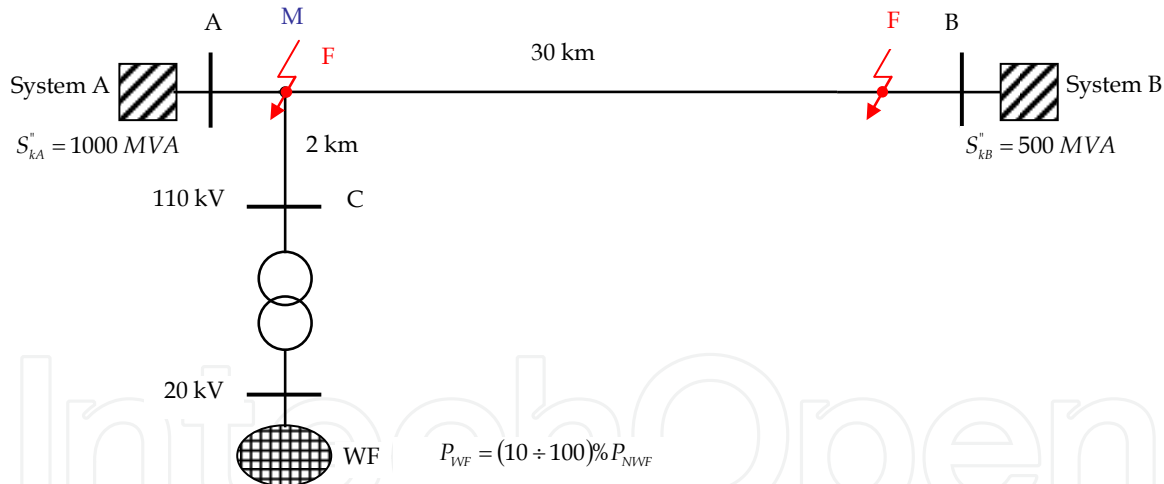 A
M
F
30 km
F
B
System A
System B
S"kA = 1000 MVA
S"kB = 500 MVA
2 km
110 kV
C
20 kV
WF
PWF = (10 ÷ 100)% PNWF
IntechOpen